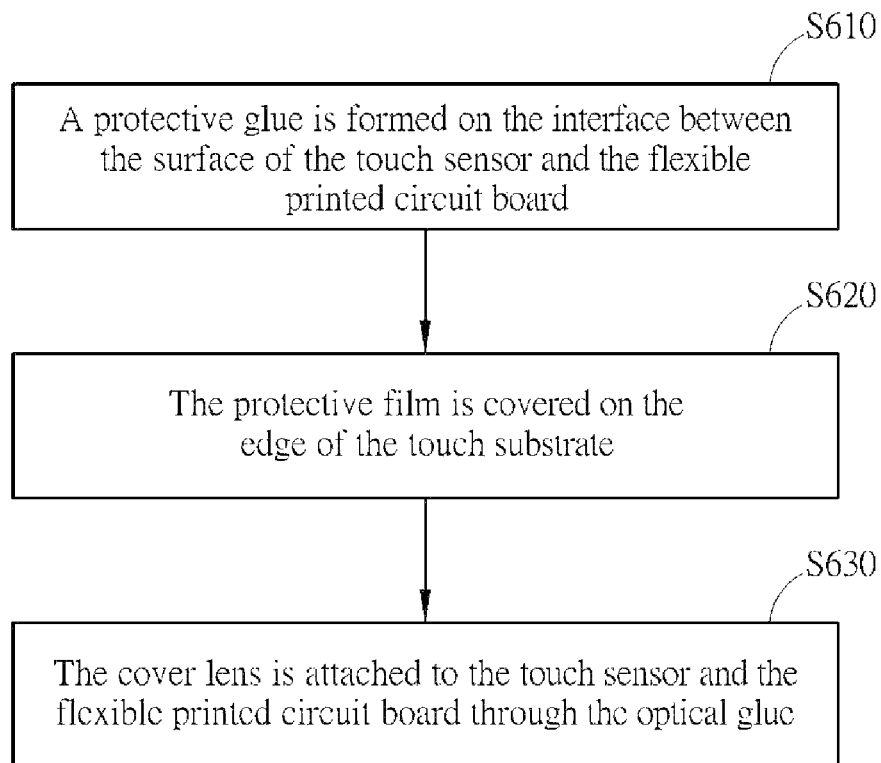 S610
A protective glue is formed on the interface between
the surface of the touch sensor and the flexible
printed circuit board
S620
The protective film is covered on the
edge of the touch substrate
S630
The cover lens is attached to the touch sensor and the
flexible printed circuit board through the optical glue